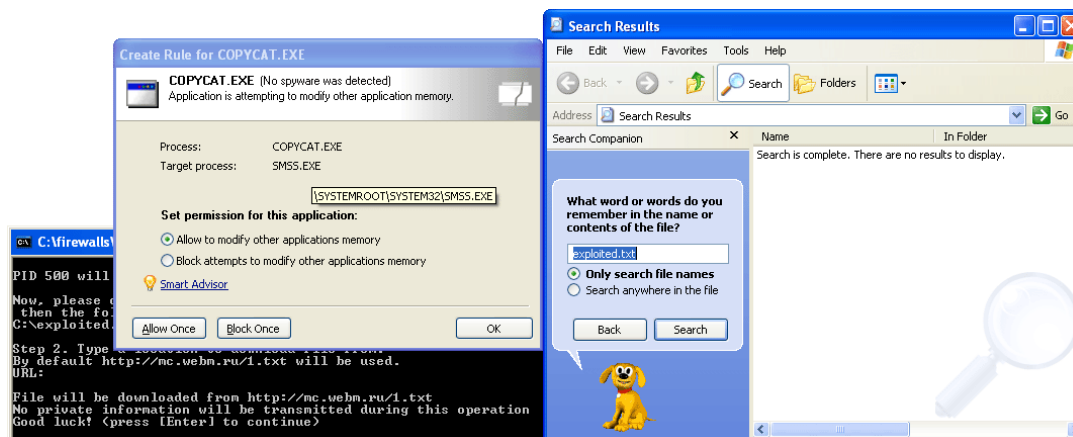 Create Rule for COPYCAT.EXE
COPYCAT.EXE (No spyware was detected)
Application is attempting to modify other application memory.
Process: COPYCAT.EXE
Target process: SMSS.EXE
\SYSTEMROOT\SYSTEM32\SMSS.EXE
Set permission for this application:
Allow to modify other applications memory
Block attempts to modify other applications memory
Smart Advisor
Allow Once Block Once OK
C:\firewalls\
PID 500 will
Now, please
then the fol
C:\exploited.
Step 2. Type a location to download file from.
By default http://mc.webm.ru/1.txt will be used.
URL:
File will be downloaded from http://mc.webm.ru/1.txt
No private information will be transmitted during this operation
Good luck! (press [Enter] to continue)
Search Results
File Edit View Favorites Tools Help
Back Search Folders
Address Search Results Go
Search Companion
What word or words do you
remember in the name or
contents of the file?
exploited.txt
Only search file names
Search anywhere in the file
Back Search
Name In Folder
Search is complete. There are no results to display.